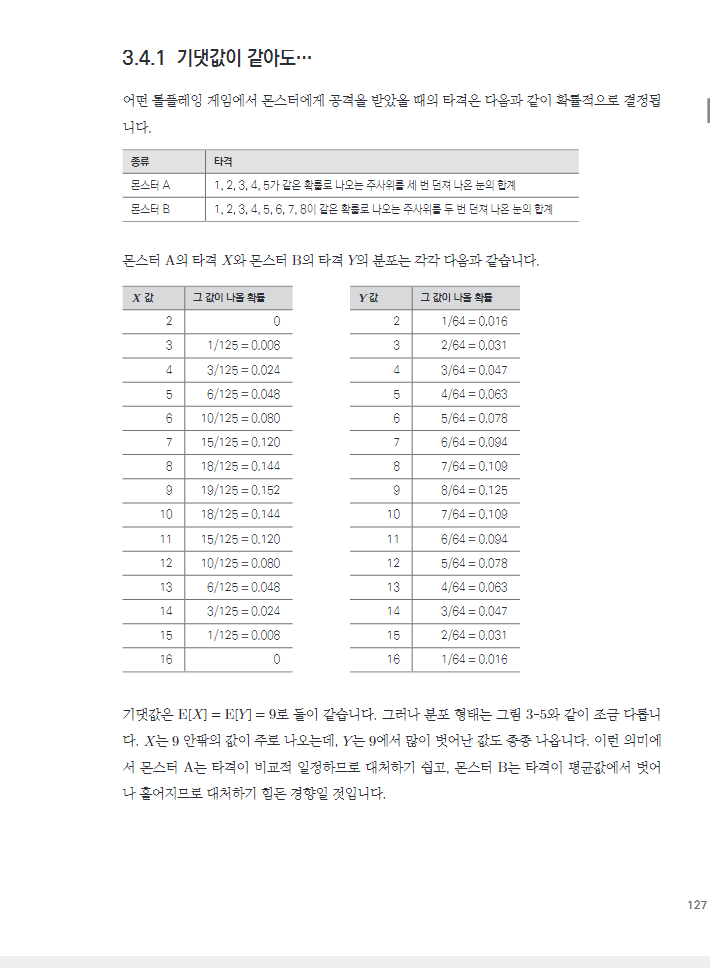 3.4.1 기댓값이 같아도…
어떤 롤플레잉 게임에서 몬스터에게 공격을 받았을 때의 타격은 다음과 같이 확률적으로 결정됩
니다.
종류 타격
몬스터 A 1, 2, 3, 4, 5가 같은 확률로 나오는 주사위를 세 번 던져 나온 눈의 합계
몬스터 B 1, 2, 3, 4, 5, 6, 7, 8이 같은 확률로 나오는 주사위를 두 번 던져 나온 눈의 합계
몬스터 A의 타격 X와 몬스터 B의 타격 Y의 분포는 각각 다음과 같습니다.
X 값 그 값이 나올 확률 Y 값 그 값이 나올 확률
2 0 2 1/64 = 0.016
3 1/125 = 0.008 3 2/64 = 0.031
4 3/125 = 0.024 4 3/64 = 0.047
5 6/125 = 0.048 5 4/64 = 0.063
6 10/125 = 0.080 6 5/64 = 0.078
7 15/125 = 0.120 7 6/64 = 0.094
8 18/125 = 0.144 8 7/64 = 0.109
9 19/125 = 0.152 9 8/64 = 0.125
10 18/125 = 0.144 10 7/64 = 0.109
11 15/125 = 0.120 11 6/64 = 0.094
12 10/125 = 0.080 12 5/64 = 0.078
13 6/125 = 0.048 13 4/64 = 0.063
14 3/125 = 0.024 14 3/64 = 0.047
15 1/125 = 0.008 15 2/64 = 0.031
16 0 16 1/64 = 0.016
기댓값은 E[X] = E[Y] = 9로 둘이 같습니다. 그러나 분포 형태는 그림 3-5와 같이 조금 다릅니
다. X는 9 안팎의 값이 주로 나오는데, Y는 9에서 많이 벗어난 값도 종종 나옵니다. 이런 의미에
서 몬스터 A는 타격이 비교적 일정하므로 대처하기 쉽고, 몬스터 B는 타격이 평균값에서 벗어
나 흩어지므로 대처하기 힘든 경향일 것입니다.
127